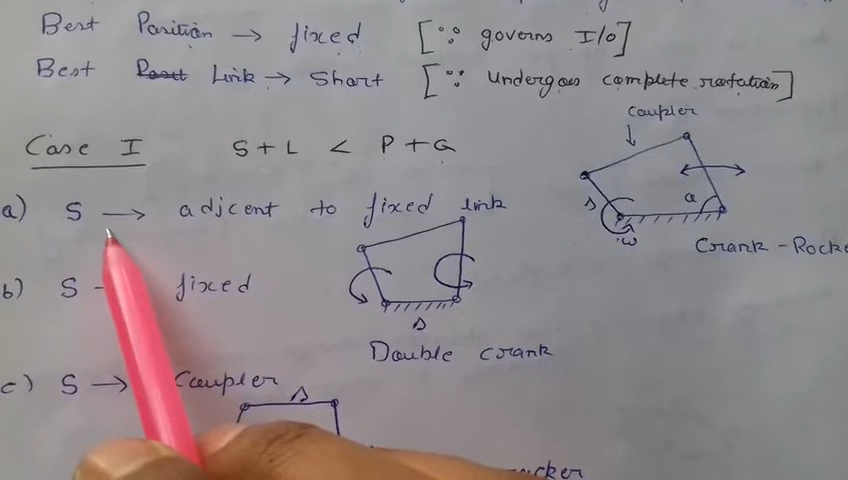 Best Position → fixed [∵ governs I/O]
Best Link → Short [∵ undergoes complete rotation]
Case I S+L < P+Q
Coupler
a) S → adjcent to fixed link
s
α
ω
Crank-Rocke
b) S - fixed
s
Double crank
c) S → Coupler
s
ocker